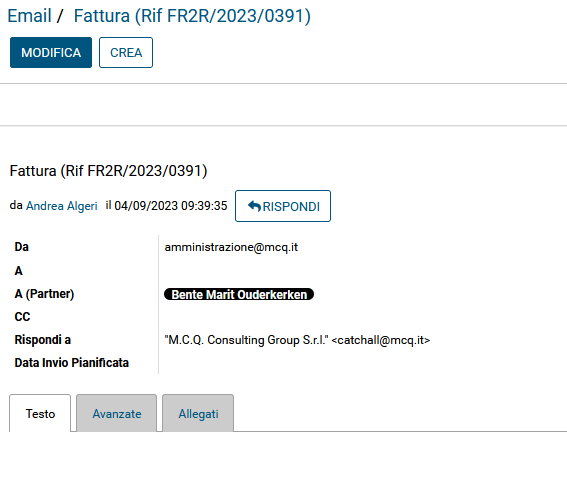 Email / Fattura (Rif FR2R/2023/0391)
MODIFICA CREA
Fattura (Rif FR2R/2023/0391)
da Andrea Algeri il 04/09/2023 09:39:35 RISPONDI
Da amministrazione@mcq.it
A
A (Partner) Bente Marit Ouderkerken
CC
Rispondi a "M.C.Q. Consulting Group S.r.l." <catchall@mcq.it>
Data Invio Pianificata
Testo Avanzate Allegati